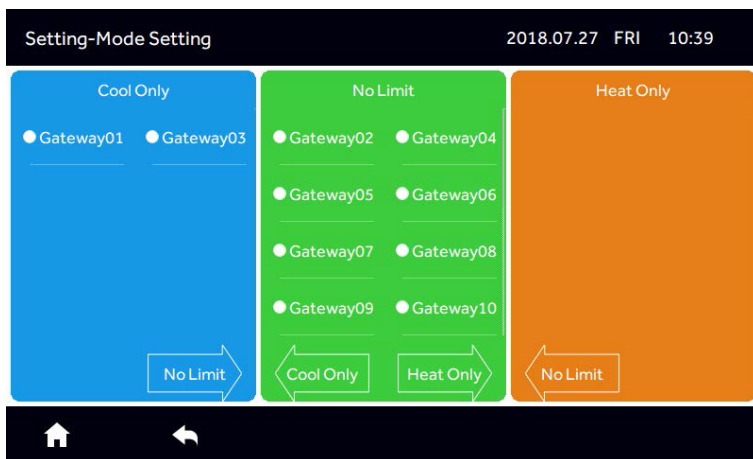 Setting-Mode Setting 2018.07.27 FRI 10:39
Cool Only
Gateway01 Gateway03
No Limit
No Limit
Gateway02 Gateway04
Gateway05 Gateway06
Gateway07 Gateway08
Gateway09 Gateway10
Cool Only Heat Only
Heat Only
No Limit